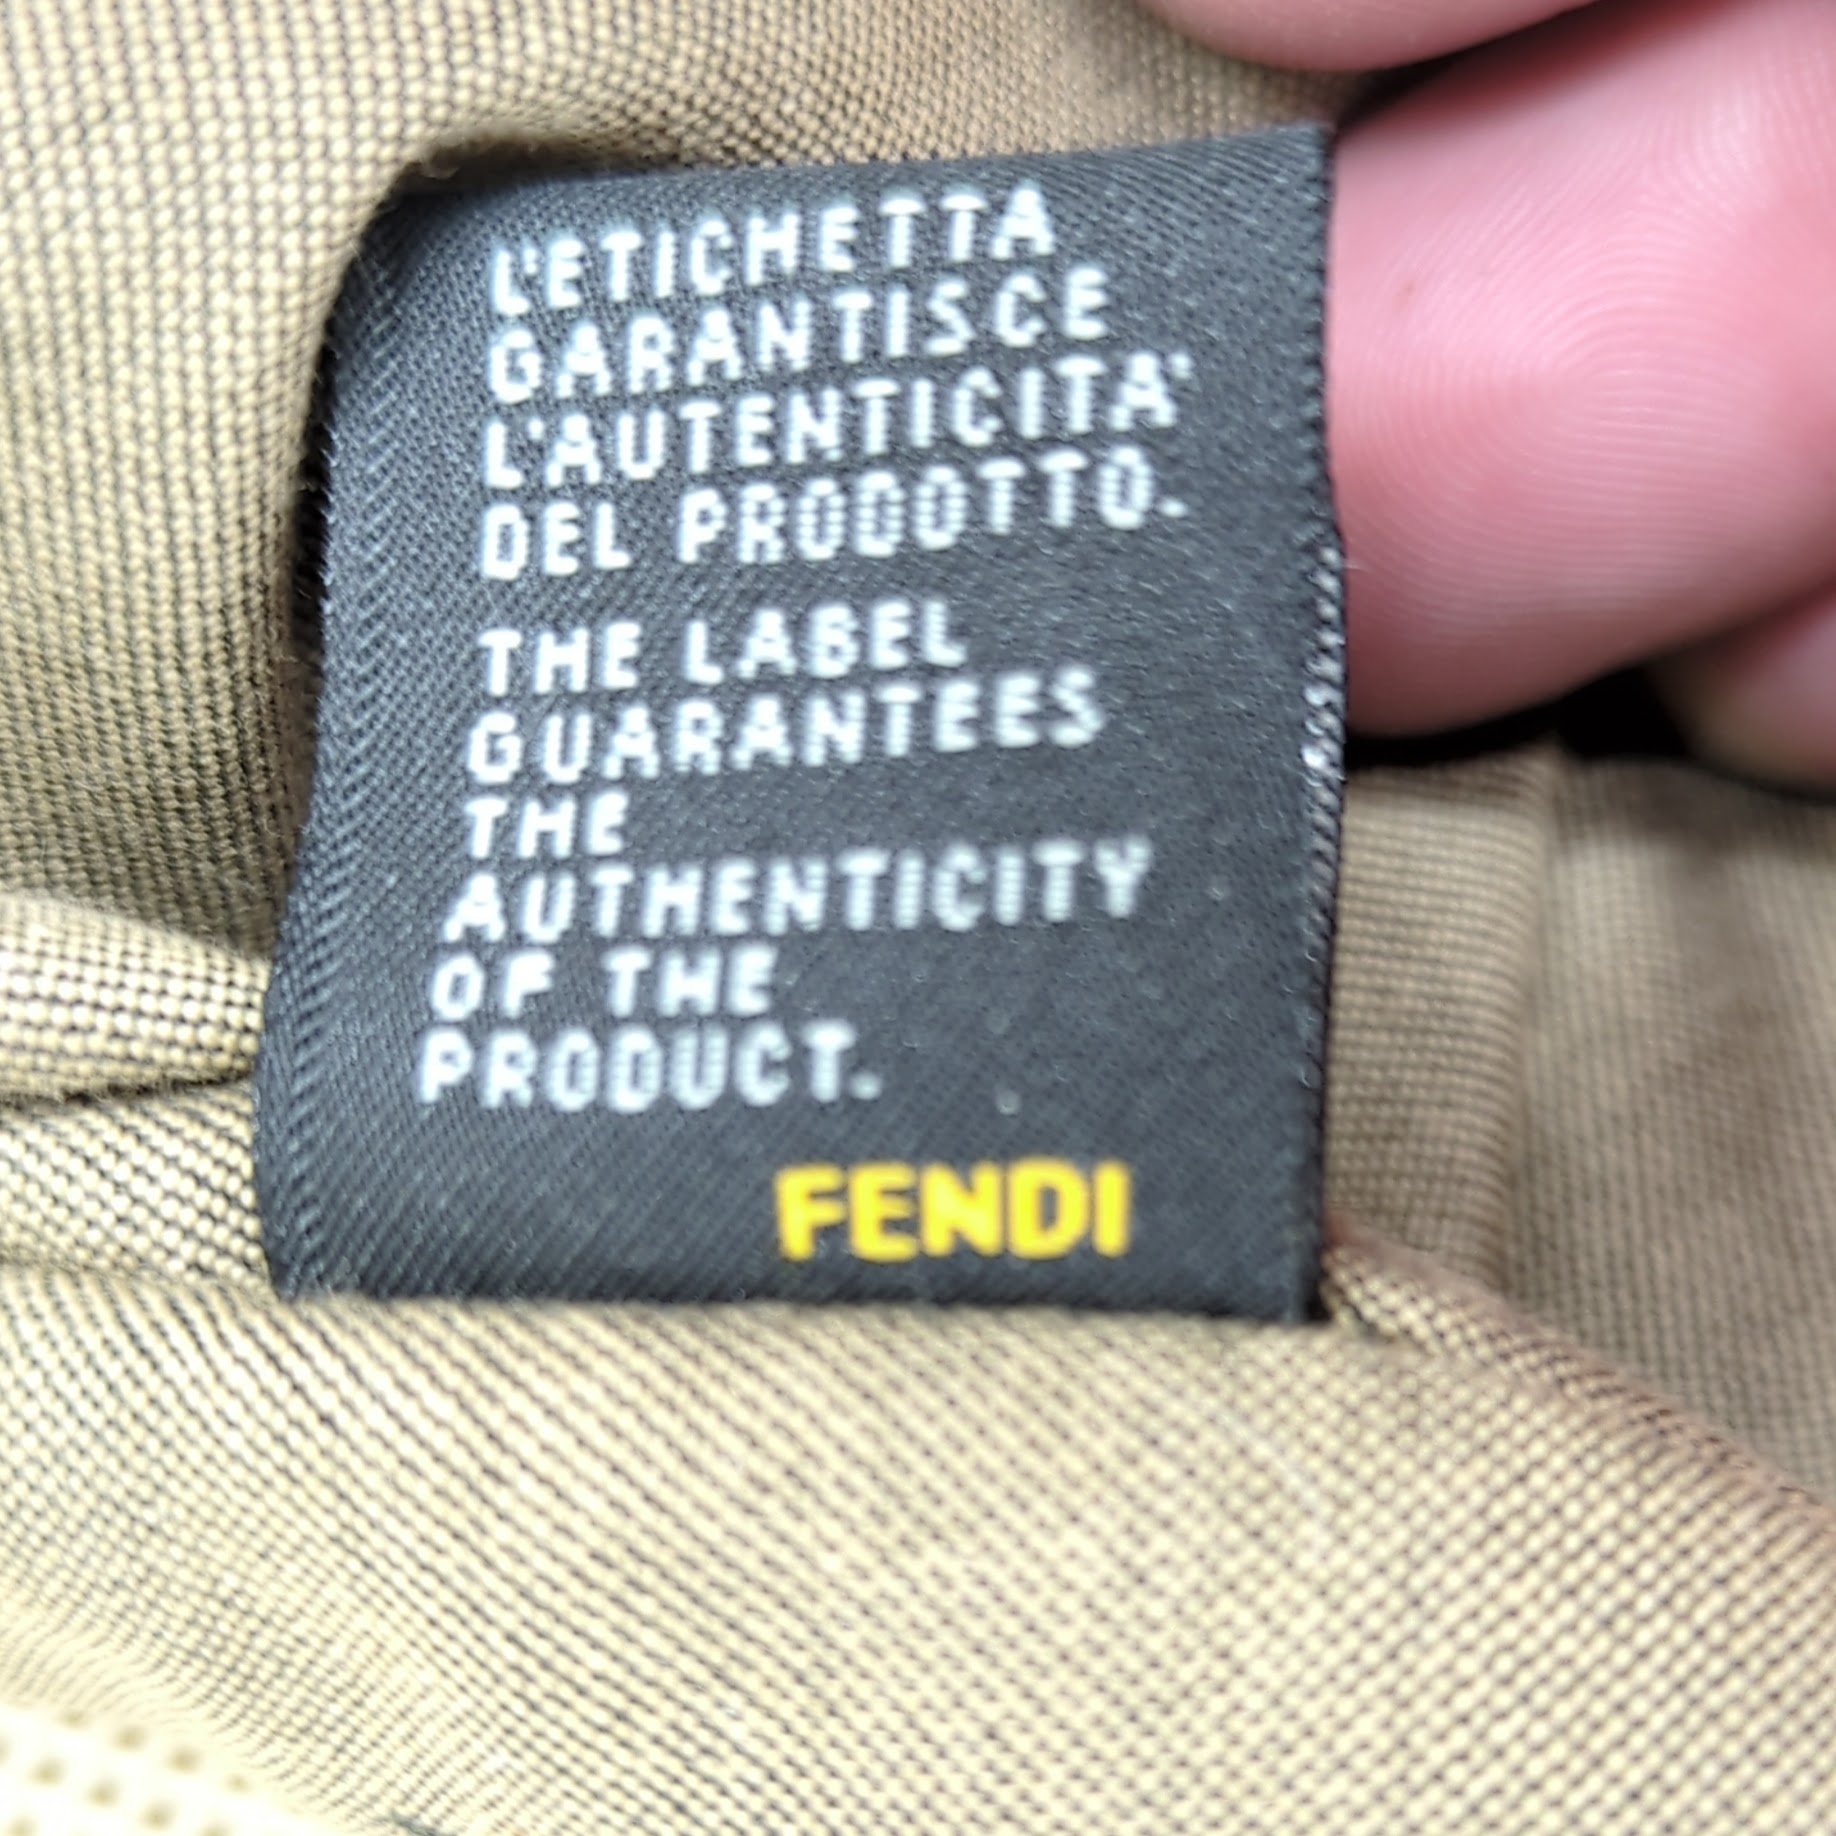 L'ETICHETTA
GARANTISCE
L'AUTENTICITA'
DEL PRODOTTO.
THE LABEL
GUARANTEES
THE
AUTHENTICITY
OF THE
PRODUCT.
FENDI